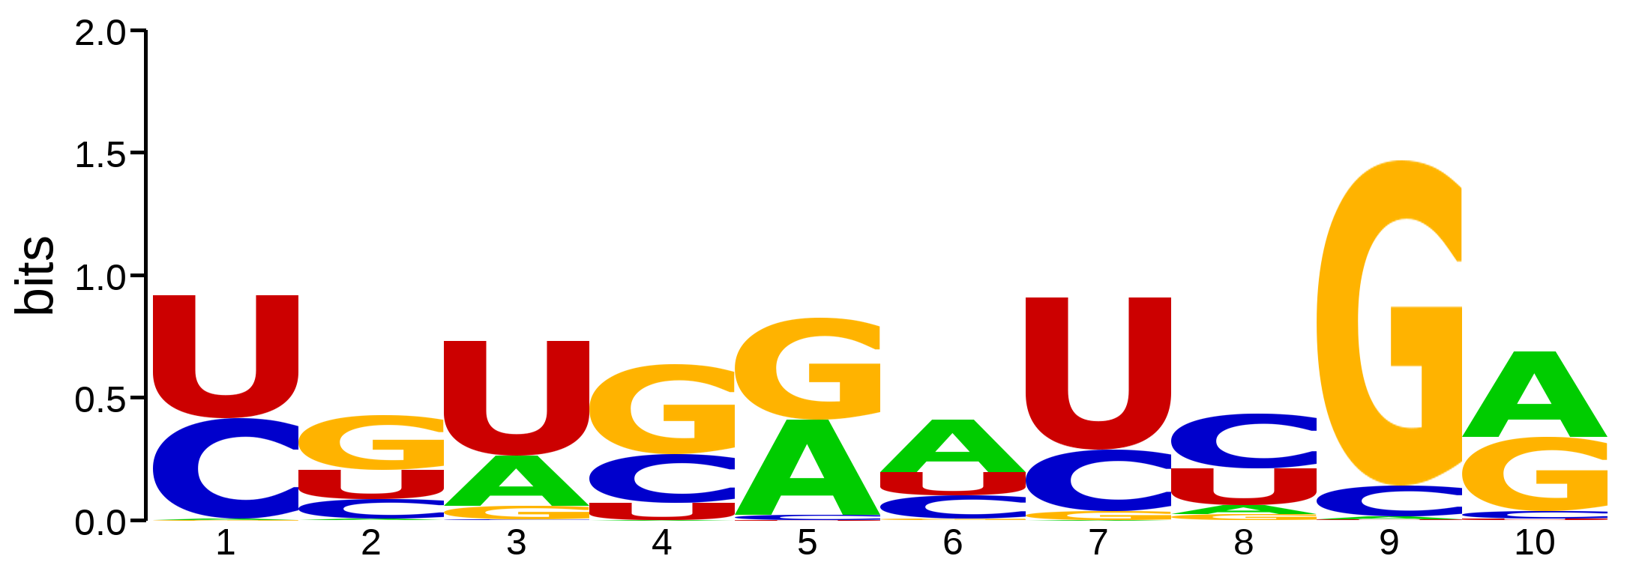 2.0
1.5
1.0
0.5
0.0
bits
U C
G U C
U A G
G C U
G A C
A U C
U C G
C U A G
G C A
A G C
1 2 3 4 5 6 7 8 9 10